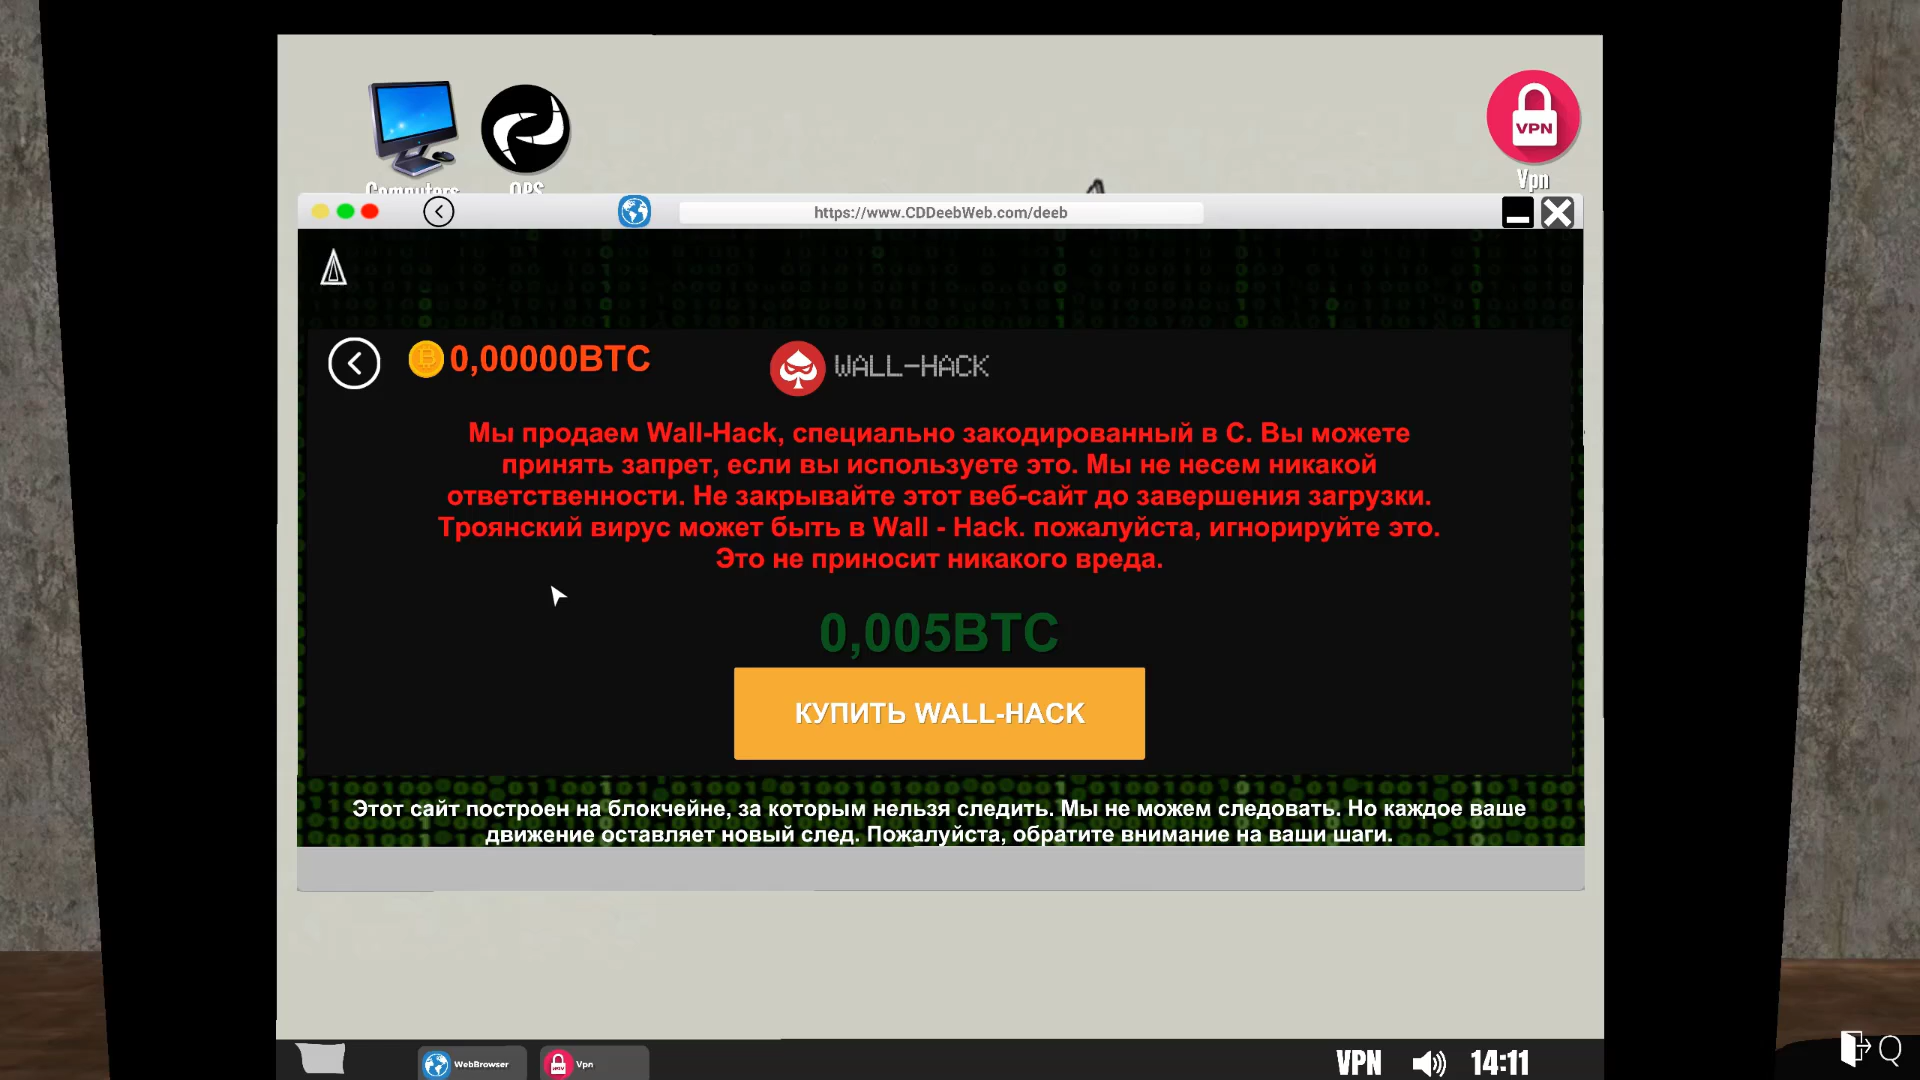 VPN
Computers
OPS
Vpn
https://www.CDDeebWeb.com/deeb
0,00000BTC
WALL-HACK
Мы продаем Wall-Hack, специально закодированный в C. Вы можете
принять запрет, если вы используете это. Мы не несем никакой
ответственности. Не закрывайте этот веб-сайт до завершения загрузки.
Троянский вирус может быть в Wall - Hack. пожалуйста, игнорируйте это.
Это не приносит никакого вреда.
0,005BTC
КУПИТЬ WALL-HACK
Этот сайт построен на блокчейне, за которым нельзя следить. Мы не можем следовать. Но каждое ваше
движение оставляет новый след. Пожалуйста, обратите внимание на ваши шаги.
WebBrowser
Vpn
VPN
14:11
Q